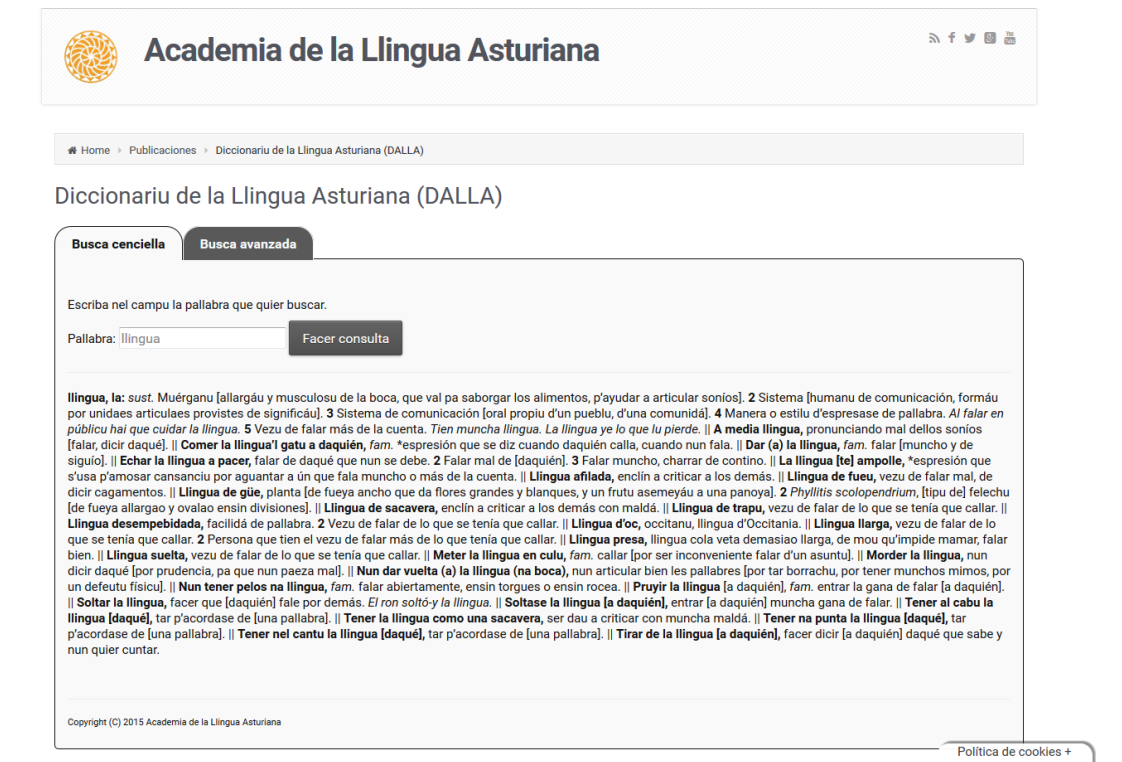 Academia de la Llingua Asturiana
Home Publicaciones Diccionariu de la Llingua Asturiana (DALLA)
Diccionariu de la Llingua Asturiana (DALLA)
Busca cenciella Busca avanzada
Escriba nel campu la pallabra que quier buscar.
Pallabra: llingua Facer consulta
llingua, la: sust. Muérganu [allargáu y musculosu de la boca, que val pa saborgar los alimentos, p'ayudar a articular soníos]. 2 Sistema [humanu de comunicación, formáu
por unidaes articulaes provistes de significáu]. 3 Sistema de comunicación [oral propiu d'un pueblu, d'una comunidá]. 4 Manera o estilu d'espresase de pallabra. Al falar en
públicu hai que cuidar la llingua. 5 Vezu de falar más de la cuenta. Tien muncha llingua. La llingua ye lo que lu pierde. || A media llingua, pronunciando mal dellos soníos
[falar, dicir daqué]. || Comer la llingua'l gatu a daquién, fam. *espresión que se diz cuando daquién calla, cuando nun fala. || Dar (a) la llingua, fam. falar [muncho y de
siguío]. || Echar la llingua a pacer, falar de daqué que nun se debe. 2 Falar mal de [daquién]. 3 Falar muncho, charrar de contino. || La llingua [te] ampolle, *espresión que
s'usa p'amosar cansanciu por aguantar a ún que fala muncho o más de la cuenta. || Llingua afilada, enclín a criticar a los demás. || Llingua de fueu, vezu de falar mal, de
dicir cagamentos. || Llingua de güe, planta [de fueya ancho que da flores grandes y blanques, y un frutu asemeyáu a una panoya]. 2 Phyllitis scolopendrium, [tipu de] felechu
[de fueya allargao y ovalao ensin divisiones]. || Llingua de sacavera, enclín a criticar a los demás con maldá. || Llingua de trapu, vezu de falar de lo que se tenía que callar. ||
Llingua desempebidada, facilidá de pallabra. 2 Vezu de falar de lo que se tenía que callar. || Llingua d'oc, occitanu, llingua d'Occitania. || Llingua llarga, vezu de falar de lo
que se tenía que callar. 2 Persona que tien el vezu de falar más de lo que tenía que callar. || Llingua presa, llingua cola veta demasiao llarga, de mou qu'impide mamar, falar
bien. || Llingua suelta, vezu de falar de lo que se tenía que callar. || Meter la llingua en culu, fam. callar [por ser inconveniente falar d'un asuntu]. || Morder la llingua, nun
dicir daqué [por prudencia, pa que nun paeza mal]. || Nun dar vuelta (a) la llingua (na boca), nun articular bien les pallabres [por tar borrachu, por tener munchos mimos, por
un defeutu físicu]. || Nun tener pelos na llingua, fam. falar abiertamente, ensin torgues o ensin rocea. || Pruyir la llingua [a daquién], fam. entrar la gana de falar [a daquién].
|| Soltar la llingua, facer que [daquién] fale por demás. El ron soltó-y la llingua. || Soltase la llingua [a daquién], entrar [a daquién] muncha gana de falar. || Tener al cabu la
llingua [daqué], tar p'acordase de [una pallabra]. || Tener la llingua como una sacavera, ser dau a criticar con muncha maldá. || Tener na punta la llingua [daqué], tar
p'acordase de [una pallabra]. || Tener nel cantu la llingua [daqué], tar p'acordase de [una pallabra]. || Tirar de la llingua [a daquién], facer dicir [a daquién] daqué que sabe y
nun quier cuntar.
Copyright (C) 2015 Academia de la Llingua Asturiana
Política de cookies +